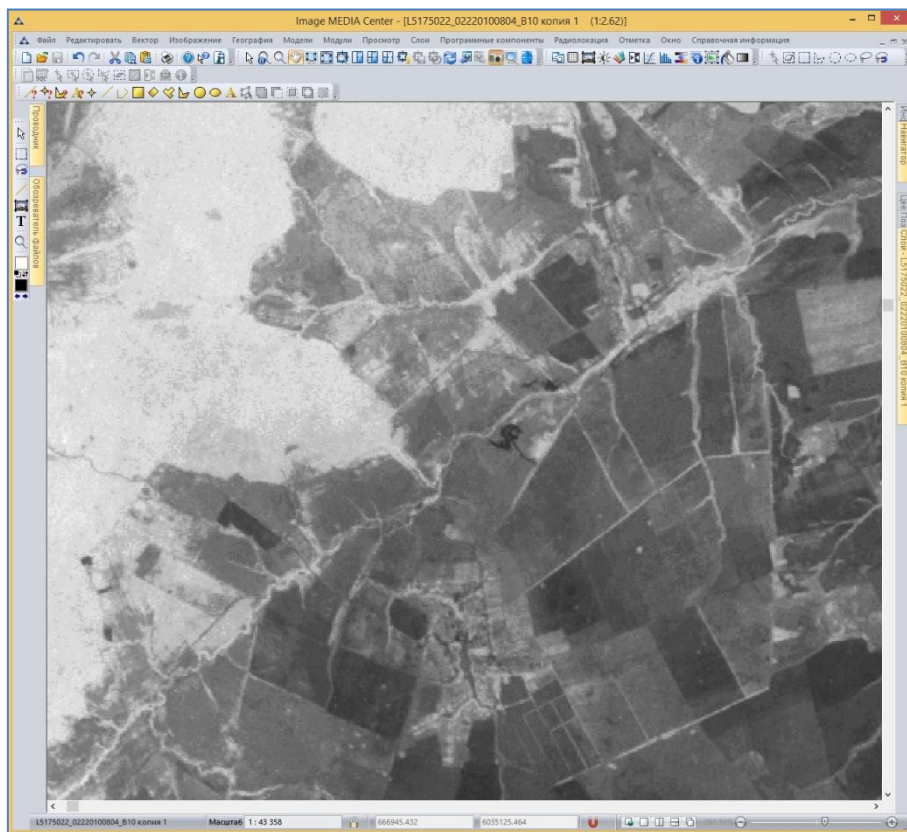 Image MEDIA Center - [L5175022_02220100804_B10 копия 1 (1:2.62)]
Файл Редактировать Вектор Изображение География Модели Модули Просмотр Слои Программные компоненты Радиолокация Отметка Окно Справочная информация
Проводник
Обозреватель файлов
Навигатор
Слои - L5175022_02220100804_B10 копия 1
L5175022_02220100804_B10 копия 1 Масштаб 1 : 43 358 666945.432 6035125.464